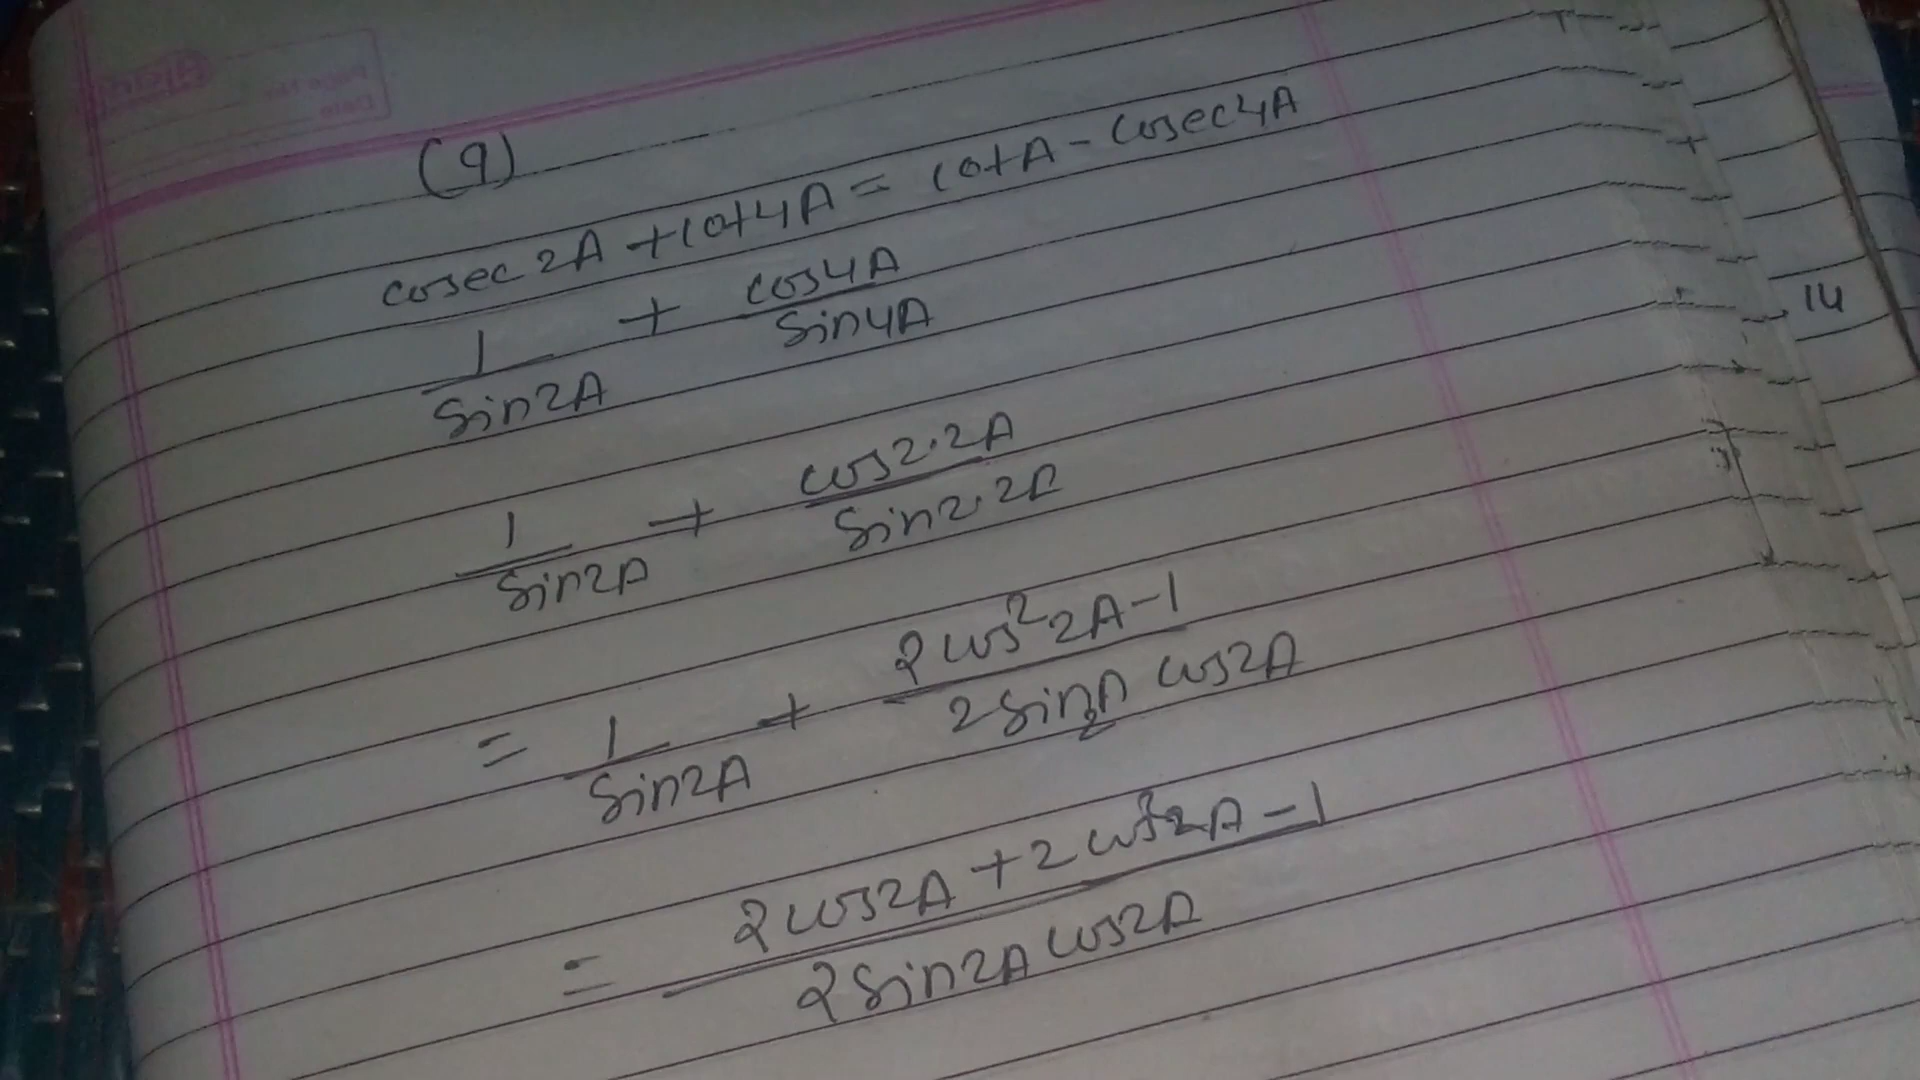 (9)
cosec 2A + cot 4A = cot A - cosec 4A
1/sin2A + cos4A/sin4A
1/sin2A + cos2.2A/sin2.2A
= 1/sin2A + 2cos²2A-1/2sin2A cos2A
= 2cos2A + 2cos²2A-1/2sin2A cos2A
14